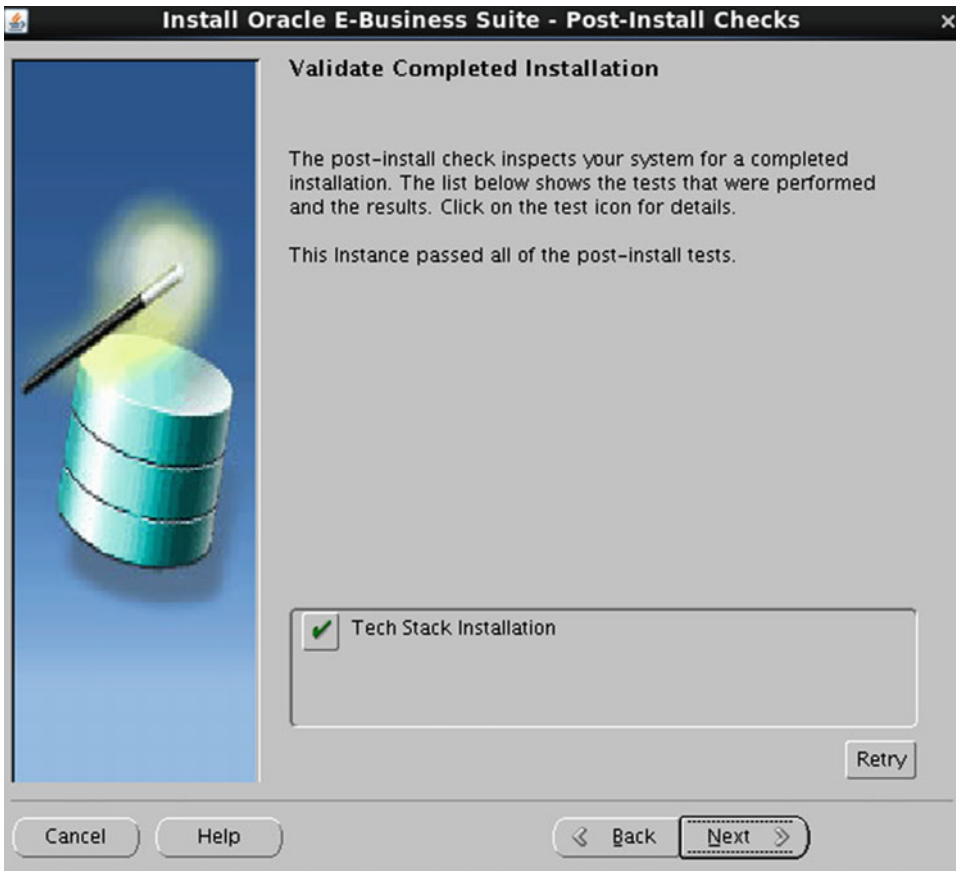 Install Oracle E-Business Suite - Post-Install Checks
Validate Completed Installation
The post-install check inspects your system for a completed
installation. The list below shows the tests that were performed
and the results. Click on the test icon for details.
This Instance passed all of the post-install tests.
Tech Stack Installation
Retry
Cancel Help Back Next